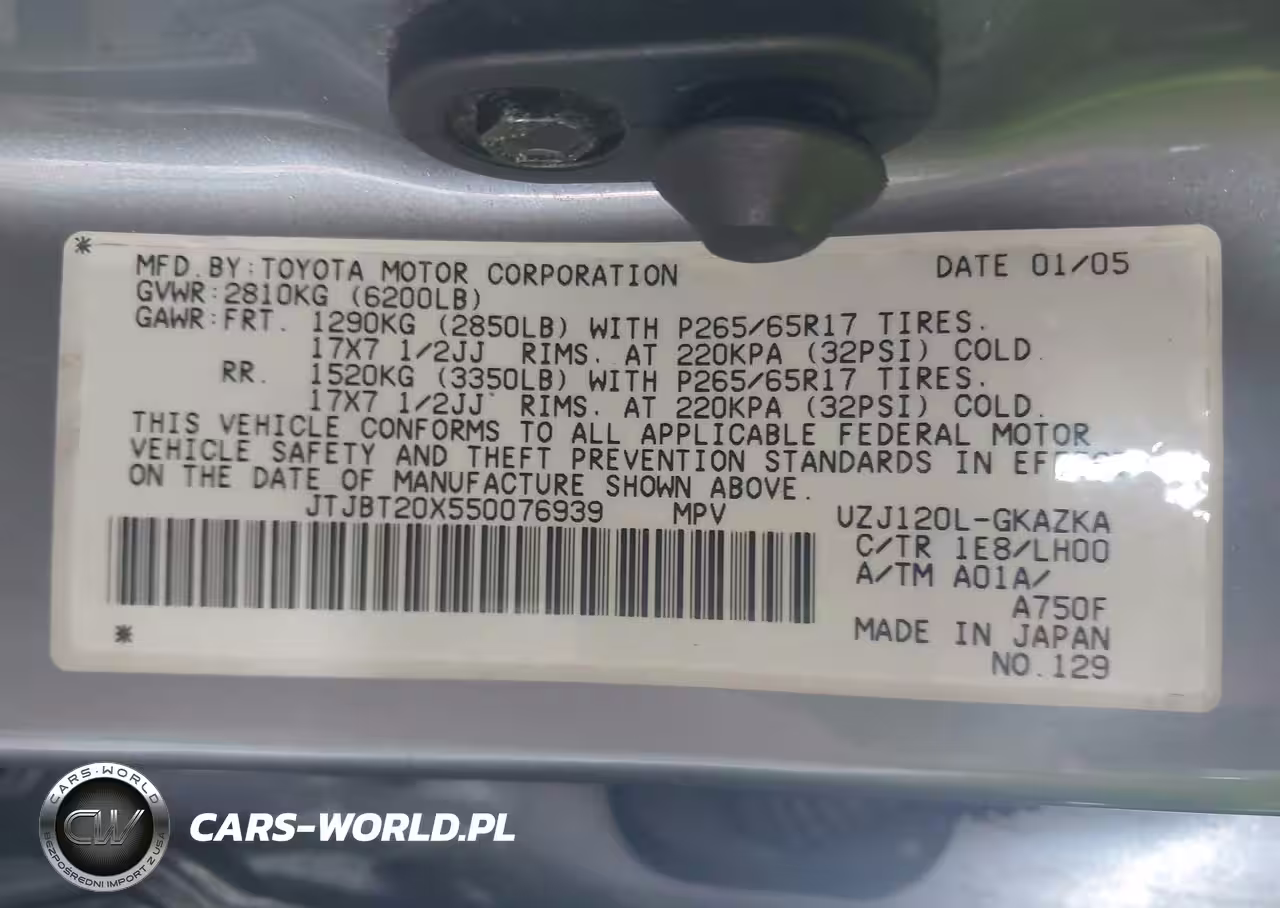 MFD. BY: TOYOTA MOTOR CORPORATION DATE 01/05
GVWR: 2810KG (6200LB)
GAWR: FRT. 1290KG (2850LB) WITH P265/65R17 TIRES.
17X7 1/2JJ RIMS. AT 220KPA (32PSI) COLD.
RR. 1520KG (3350LB) WITH P265/65R17 TIRES.
17X7 1/2JJ RIMS. AT 220KPA (32PSI) COLD.
THIS VEHICLE CONFORMS TO ALL APPLICABLE FEDERAL MOTOR
VEHICLE SAFETY AND THEFT PREVENTION STANDARDS IN
ON THE DATE OF MANUFACTURE SHOWN ABOVE.
JTJBT20X550076939 MPV UZJ120L-GKAZKA
C/TR 1E8/LH00
A/TM A01A/
A750F
MADE IN JAPAN
NO.129
CARS-WORLD
CW
BEZPOŚREDNI IMPORT Z USA
CARS-WORLD.PL